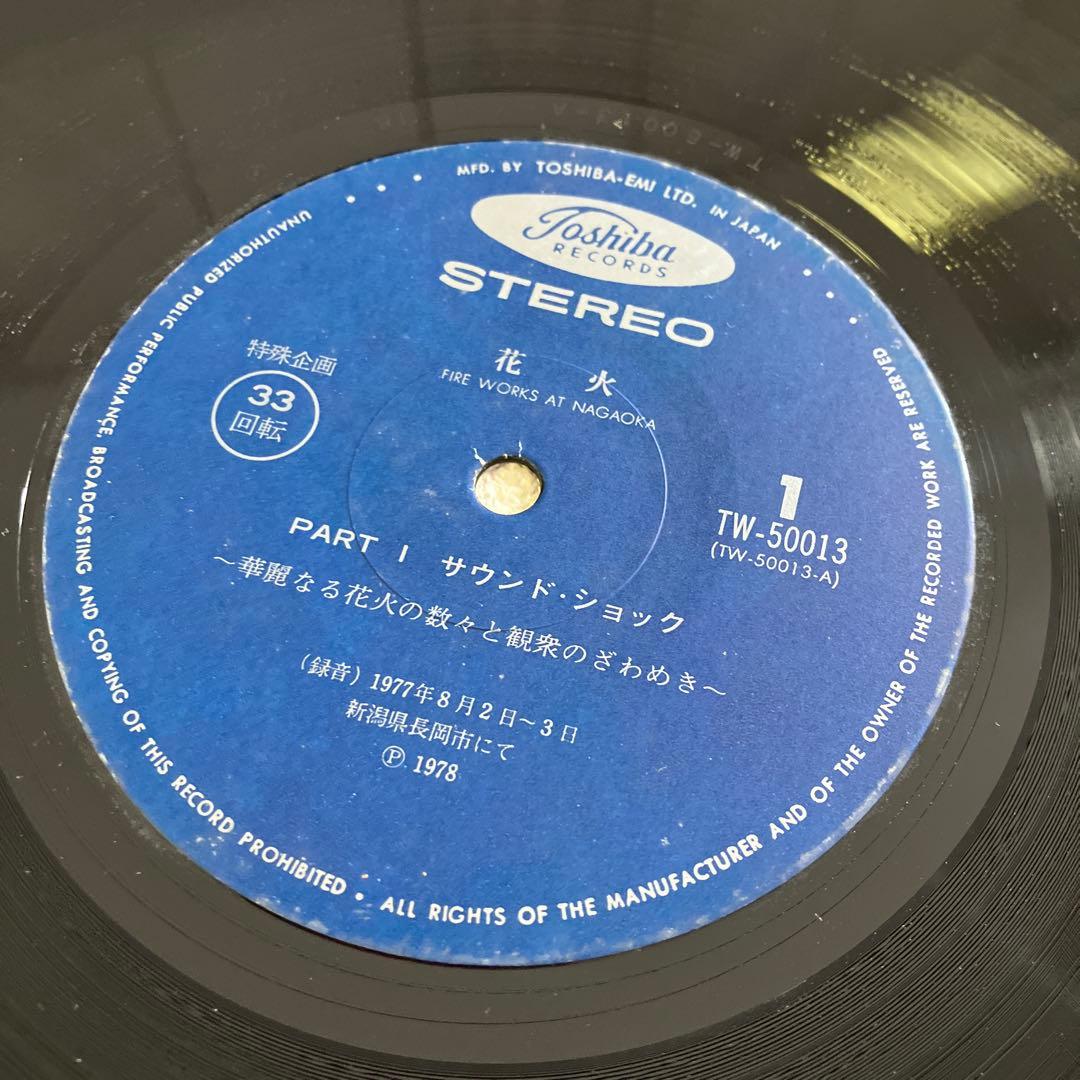 MFD. BY TOSHIBA-EMI LTD. IN JAPAN
Toshiba
RECORDS
STEREO
花 火
FIRE WORKS AT NAGAOKA
特殊企画
33
回転
1
TW-50013
(TW-50013-A)
PART I サウンド・ショック
～華麗なる花火の数々と観衆のざわめき～
(録音) 1977年8月2日～3日
新潟県長岡市にて
Ⓟ 1978
UNAUTHORIZED PUBLIC PERFORMANCE, BROADCASTING AND COPYING OF THIS RECORD PROHIBITED • ALL RIGHTS OF THE MANUFACTURER AND OF THE OWNER OF THE RECORDED WORK ARE RESERVED